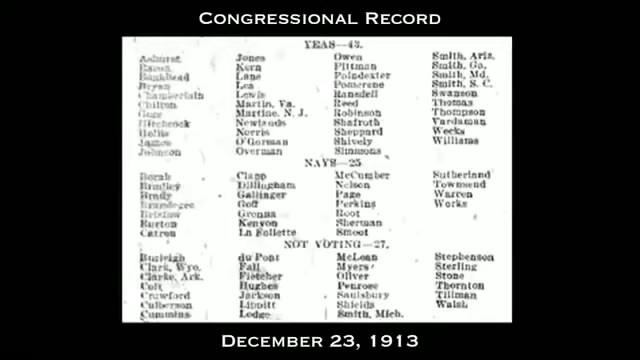 CONGRESSIONAL RECORD
YEAS—43.
Ashurst Jones Owen Smith, Ariz.
Bacon Kern Pittman Smith, Ga.
Bankhead Lane Poindexter Smith, Md.
Bryan Lea Pomerene Smith, S. C.
Chamberlain Lewis Ransdell Swanson
Chilton Martin, Va. Reed Thomas
Gore Martine, N. J. Robinson Thompson
Hitchcock Newlands Shafroth Vardaman
Hollis Norris Sheppard Weeks
James O'Gorman Shively Williams
Johnson Overman Simmons
NAYS—25
Borah Clapp McCumber Sutherland
Bradley Dillingham Nelson Townsend
Brady Gallinger Page Warren
Brandegee Goff Perkins Works
Bristow Gronna Root
Burton Kenyon Sherman
Catron La Follette Smoot
NOT VOTING—27.
Burleigh du Pont McLean Stephenson
Clark, Wyo. Fall Myers Sterling
Clarke, Ark. Fletcher Oliver Stone
Colt Hughes Penrose Thornton
Crawford Jackson Saulsbury Tillman
Culberson Lippitt Shields Walsh
Cummins Lodge Smith, Mich.
DECEMBER 23, 1913